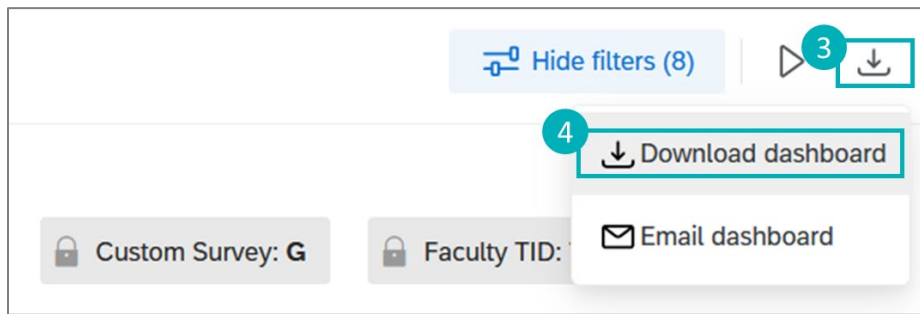 Hide filters (8)
3
4
Download dashboard
Email dashboard
Custom Survey: G
Faculty TID: